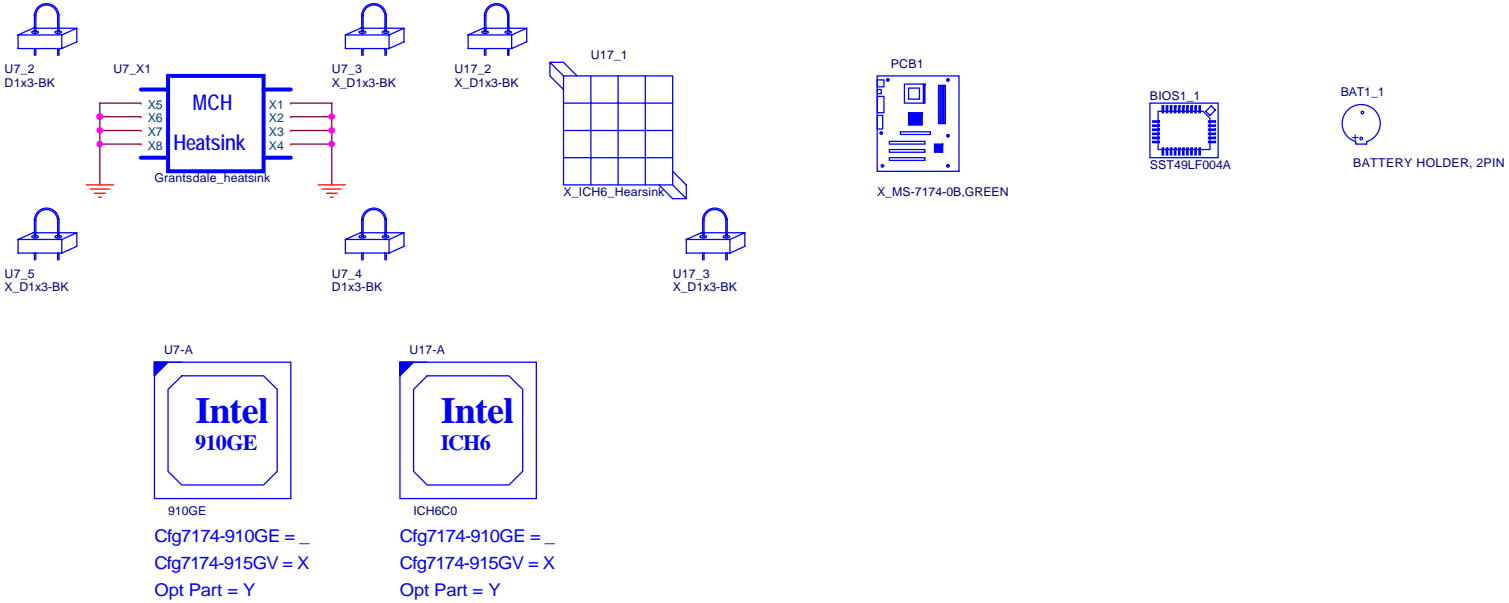 U7_2
D1x3-BK
U7_X1
MCH
Heatsink
X5
X6
X7
X8
X1
X2
X3
X4
Grantsdale_heatsink
U7_3
X_D1x3-BK
U17_2
X_D1x3-BK
U17_1
X_ICH6_Hearsink
PCB1
X_MS-7174-0B,GREEN
BIOS1_1
SST49LF004A
BAT1_1
+
BATTERY HOLDER, 2PIN
U7_5
X_D1x3-BK
U7_4
D1x3-BK
U17_3
X_D1x3-BK
U7-A
Intel
910GE
910GE
Cfg7174-910GE = _
Cfg7174-915GV = X
Opt Part = Y
U17-A
Intel
ICH6
ICH6C0
Cfg7174-910GE = _
Cfg7174-915GV = X
Opt Part = Y